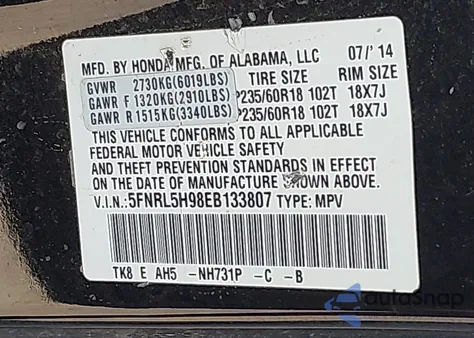 MFD. BY HONDA MFG. OF ALABAMA, LLC 07/'14
GVWR 2730KG(6019LBS) TIRE SIZE RIM SIZE
GAWR F 1320KG(2910LBS) P235/60R18 102T 18X7J
GAWR R 1515KG(3340LBS) P235/60R18 102T 18X7J
THIS VEHICLE CONFORMS TO ALL APPLICABLE
FEDERAL MOTOR VEHICLE SAFETY
AND THEFT PREVENTION STANDARDS IN EFFECT
ON THE DATE OF MANUFACTURE SHOWN ABOVE.
V.I.N.:5FNRL5H98EB133807 TYPE: MPV
TK8 E AH5 -NH731P -C -B
autoSnap